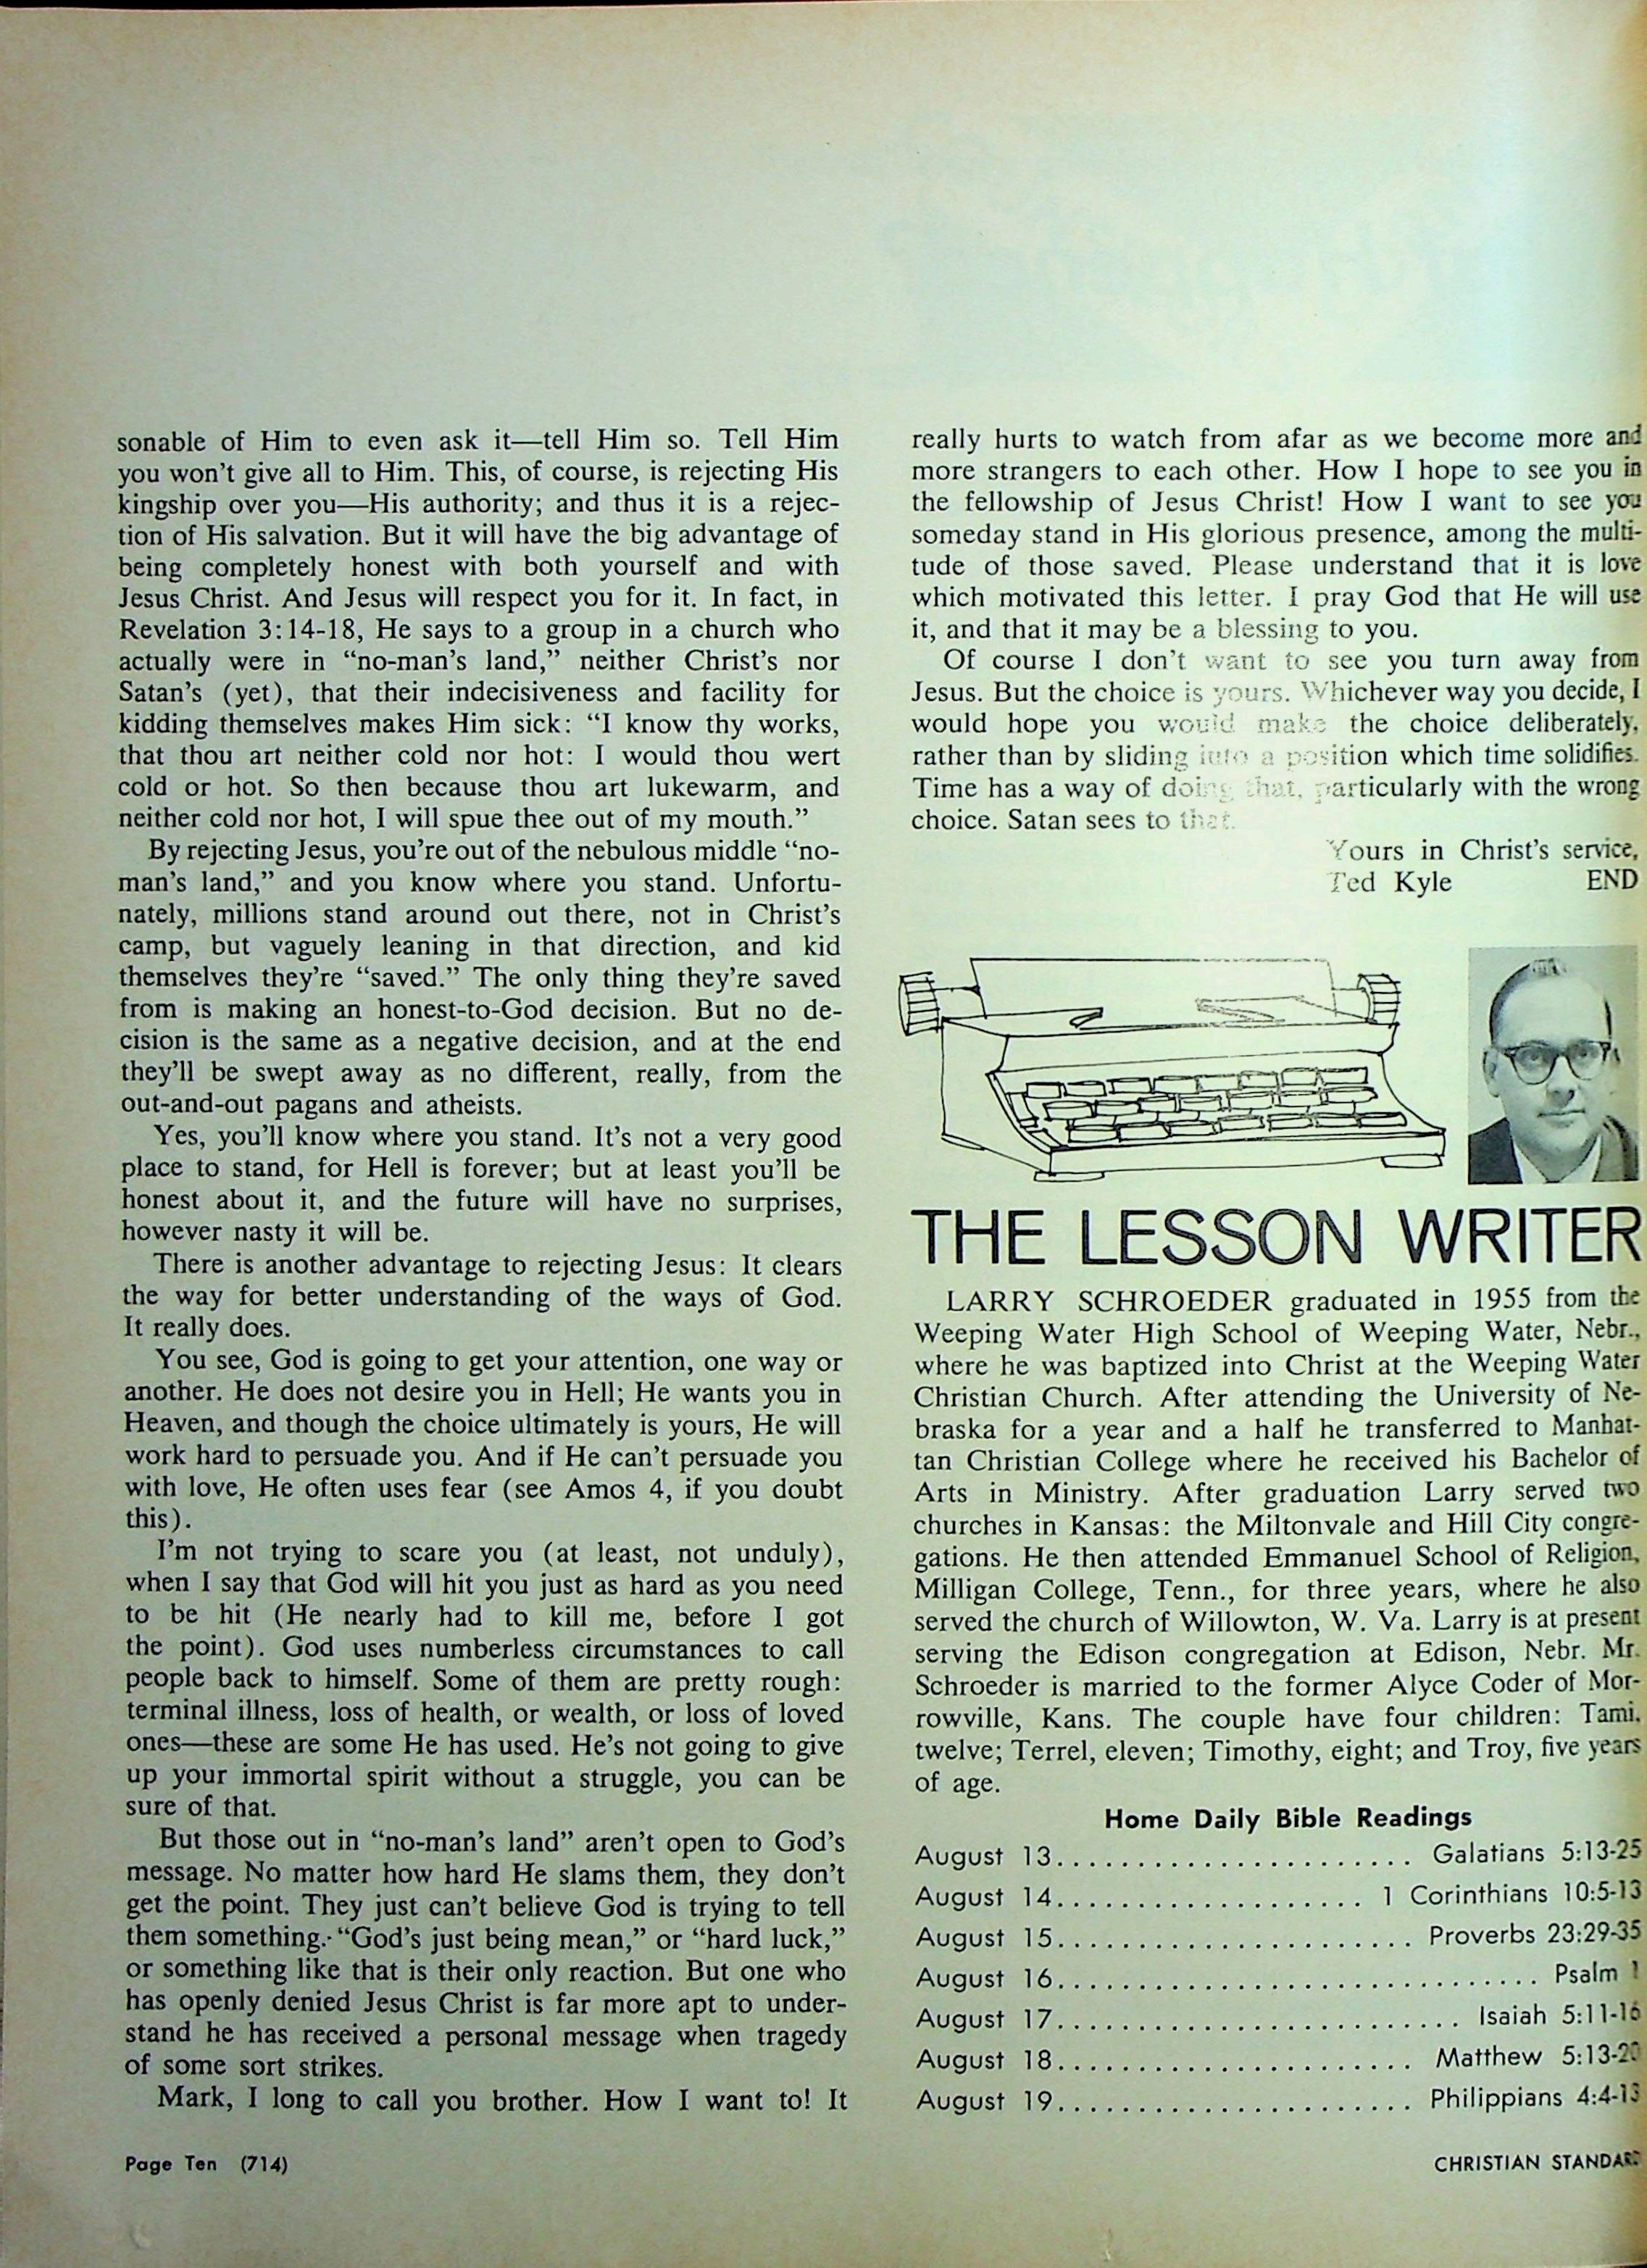 sonable of Him to even ask it—tell Him so. Tell Him
you won't give all to Him. This, of course, is rejecting His
kingship over you—His authority; and thus it is a rejec-
tion of His salvation. But it will have the big advantage of
being completely honest with both yourself and with
Jesus Christ. And Jesus will respect you for it. In fact, in
Revelation 3:14-18, He says to a group in a church who
actually were in “no-man's land,” neither Christ's nor
Satan's (yet), that their indecisiveness and facility for
kidding themselves makes Him sick: “I know thy works,
that thou art neither cold nor hot: I would thou wert
cold or hot. So then because thou art lukewarm, and
neither cold nor hot, I will spue thee out of my mouth.”
By rejecting Jesus, you're out of the nebulous middle “no-
man's land,” and you know where you stand. Unfortu-
nately, millions stand around out there, not in Christ's
camp, but vaguely leaning in that direction, and kid
themselves they're “saved.” The only thing they're saved
from is making an honest-to-God decision. But no de-
cision is the same as a negative decision, and at the end
they'll be swept away as no different, really, from the
out-and-out pagans and atheists.
Yes, you'll know where you stand. It's not a very good
place to stand, for Hell is forever; but at least you'll be
honest about it, and the future will have no surprises,
however nasty it will be.
There is another advantage to rejecting Jesus: It clears
the way for better understanding of the ways of God.
It really does.
You see, God is going to get your attention, one way or
another. He does not desire you in Hell; He wants you in
Heaven, and though the choice ultimately is yours, He will
work hard to persuade you. And if He can't persuade you
with love, He often uses fear (see Amos 4, if you doubt
this).
I'm not trying to scare you (at least, not unduly),
when I say that God will hit you just as hard as you need
to be hit (He nearly had to kill me, before I got
the point). God uses numberless circumstances to call
people back to himself. Some of them are pretty rough:
terminal illness, loss of health, or wealth, or loss of loved
ones—these are some He has used. He's not going to give
up your immortal spirit without a struggle, you can be
sure of that.
But those out in “no-man's land” aren't open to God's
message. No matter how hard He slams them, they don't
get the point. They just can't believe God is trying to tell
them something. “God's just being mean,” or “hard luck,”
or something like that is their only reaction. But one who
has openly denied Jesus Christ is far more apt to under-
stand he has received a personal message when tragedy
of some sort strikes.
Mark, I long to call you brother. How I want to! It
really hurts to watch from afar as we become more and
more strangers to each other. How I hope to see you in
the fellowship of Jesus Christ! How I want to see you
someday stand in His glorious presence, among the multi-
tude of those saved. Please understand that it is love
which motivated this letter. I pray God that He will use
it, and that it may be a blessing to you.
Of course I don't want to see you turn away from
Jesus. But the choice is yours. Whichever way you decide, I
would hope you would make the choice deliberately,
rather than by sliding into a position which time solidifies.
Time has a way of doing that, particularly with the wrong
choice. Satan sees to that.
Yours in Christ's service,
Ted Kyle END
THE LESSON WRITER
LARRY SCHROEDER graduated in 1955 from the
Weeping Water High School of Weeping Water, Nebr.,
where he was baptized into Christ at the Weeping Water
Christian Church. After attending the University of Ne-
braska for a year and a half he transferred to Manhat-
tan Christian College where he received his Bachelor of
Arts in Ministry. After graduation Larry served two
churches in Kansas: the Miltonvale and Hill City congre-
gations. He then attended Emmanuel School of Religion,
Milligan College, Tenn., for three years, where he also
served the church of Willowton, W. Va. Larry is at present
serving the Edison congregation at Edison, Nebr. Mr.
Schroeder is married to the former Alyce Coder of Mor-
rowville, Kans. The couple have four children: Tami,
twelve; Terrel, eleven; Timothy, eight; and Troy, five years
of age.
Home Daily Bible Readings
August 13...................... Galatians 5:13-25
August 14................... 1 Corinthians 10:5-13
August 15...................... Proverbs 23:29-35
August 16.............................. Psalm 1
August 17......................... Isaiah 5:11-16
August 18...................... Matthew 5:13-20
August 19...................... Philippians 4:4-13
Page Ten (714)
CHRISTIAN STANDARD